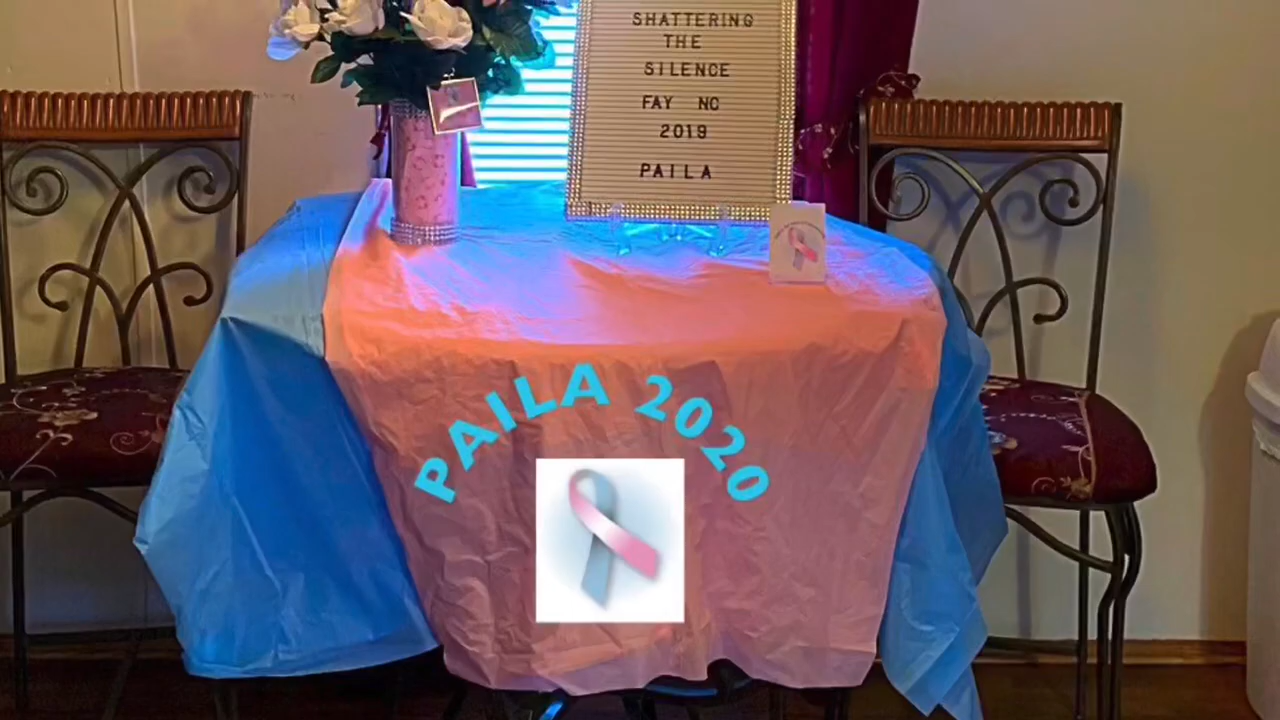 SHATTERING
THE
SILENCE
FAY NC
2019
PAILA
PAILA 2020